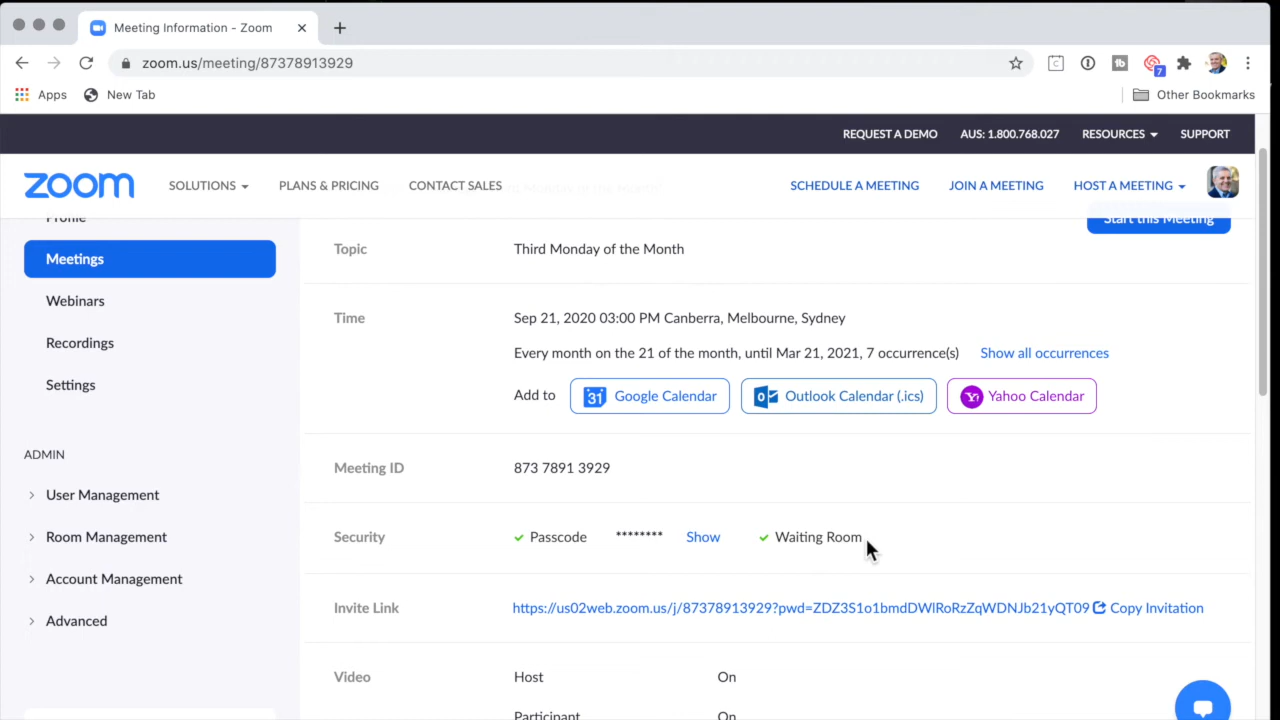 Meeting Information - Zoom
zoom.us/meeting/87378913929
7
Apps
New Tab
Other Bookmarks
REQUEST A DEMO
AUS: 1.800.768.027
RESOURCES
SUPPORT
zoom
SOLUTIONS
PLANS & PRICING
CONTACT SALES
SCHEDULE A MEETING
JOIN A MEETING
HOST A MEETING
Profile
Meetings
Webinars
Recordings
Settings
ADMIN
User Management
Room Management
Account Management
Advanced
Start this Meeting
Topic
Third Monday of the Month
Time
Sep 21, 2020 03:00 PM Canberra, Melbourne, Sydney
Every month on the 21 of the month, until Mar 21, 2021, 7 occurrence(s) Show all occurrences
Add to
31 Google Calendar
Outlook Calendar (.ics)
Yahoo Calendar
Meeting ID
873 7891 3929
Security
Passcode ******** Show
Waiting Room
Invite Link
https://us02web.zoom.us/j/87378913929?pwd=ZDZ3S1o1bmdDWlRoRzZqWDNJb21yQT09 Copy Invitation
Video
Host
On
Participant
On